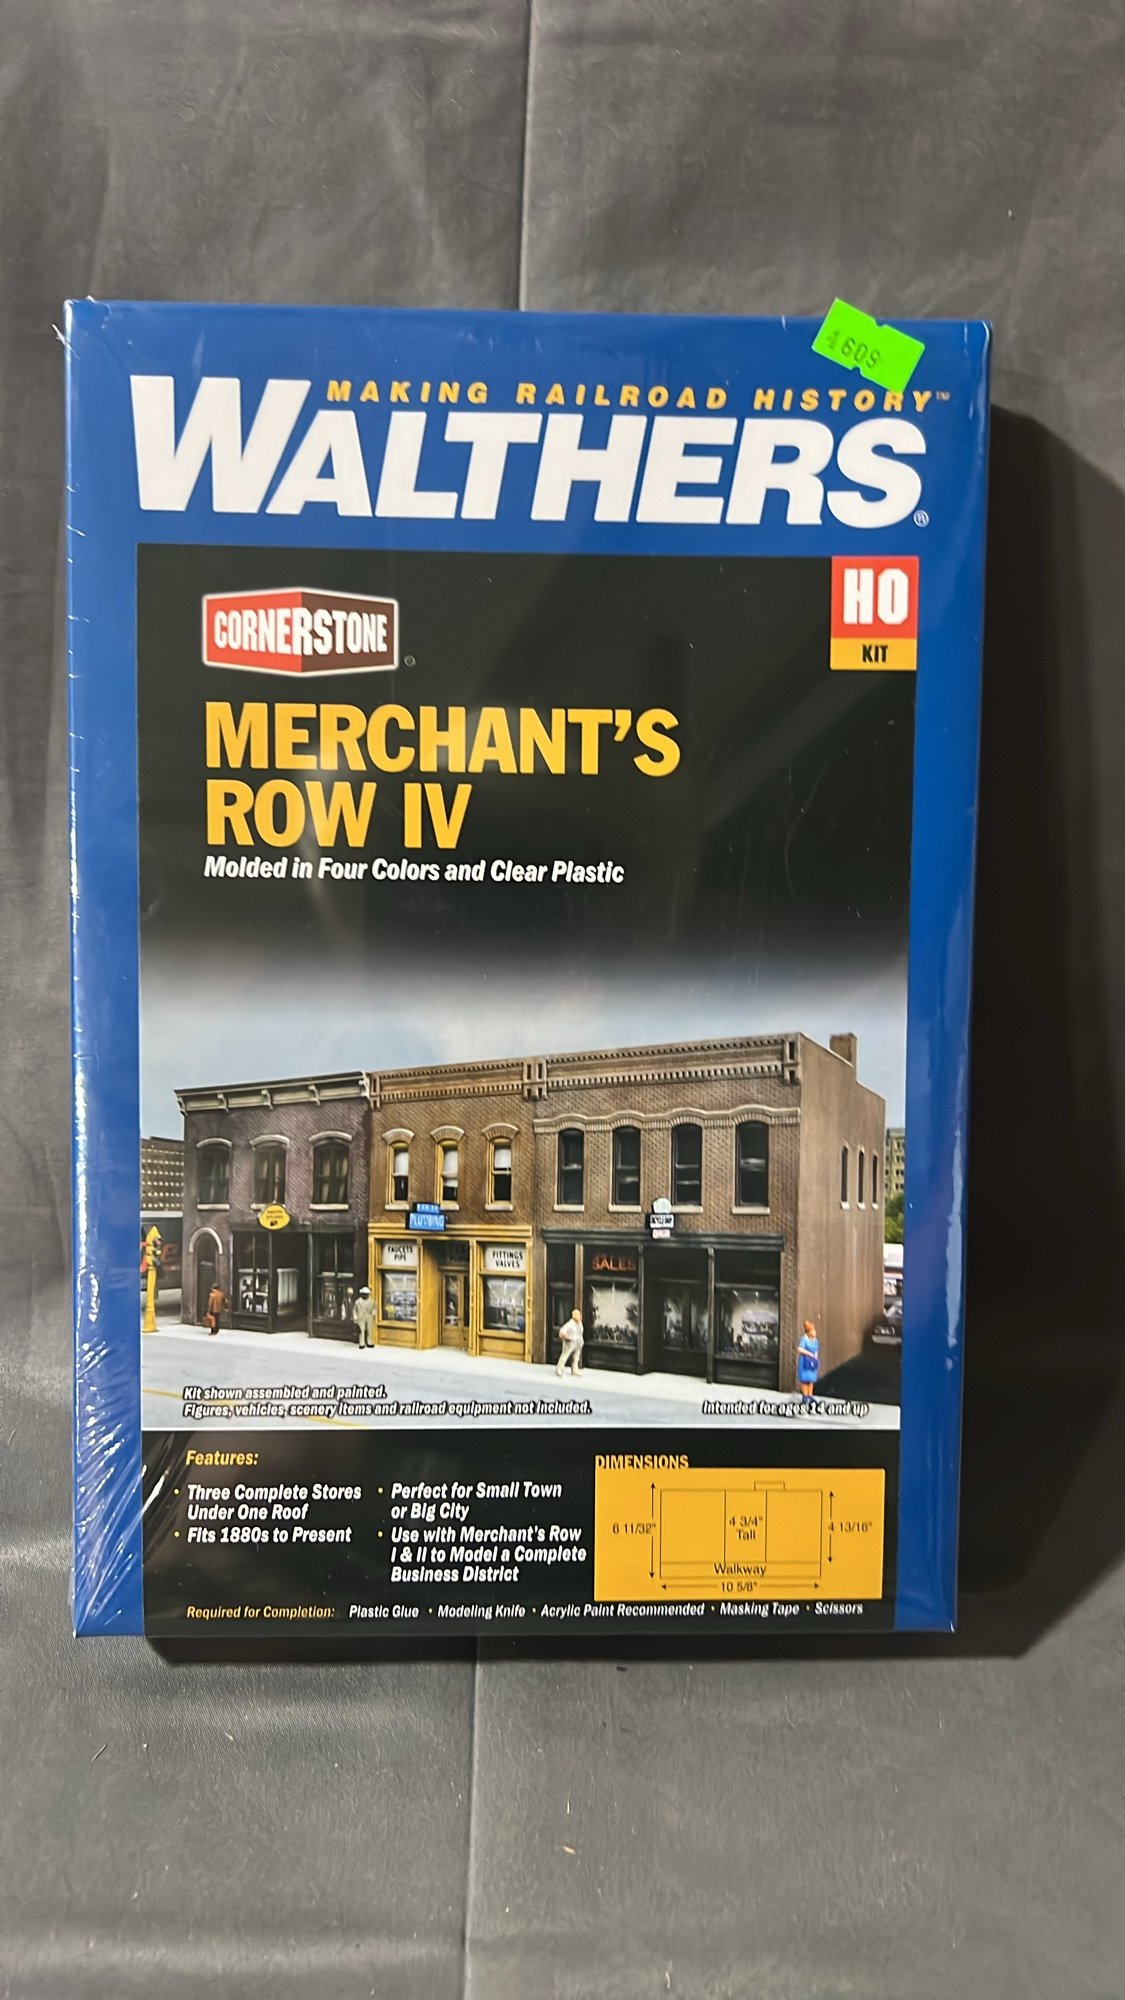 1609
MAKING RAILROAD HISTORY™
WALTHERS®
HO
KIT
CORNERSTONE
MERCHANT'S
ROW IV
Molded in Four Colors and Clear Plastic
PLUMBING
FAUCETS
PIPE
FITTINGS
VALVES
SALES
Kit shown assembled and painted.
Figures, vehicles, scenery items and railroad equipment not included.
Intended for ages 14 and up
Features:
• Three Complete Stores
Under One Roof
• Fits 1880s to Present
• Perfect for Small Town
or Big City
• Use with Merchant's Row
I & II to Model a Complete
Business District
DIMENSIONS
6 11/32"
4 3/4"
Tall
4 13/16"
Walkway
10 5/8"
Required for Completion: Plastic Glue • Modeling Knife • Acrylic Paint Recommended • Masking Tape • Scissors